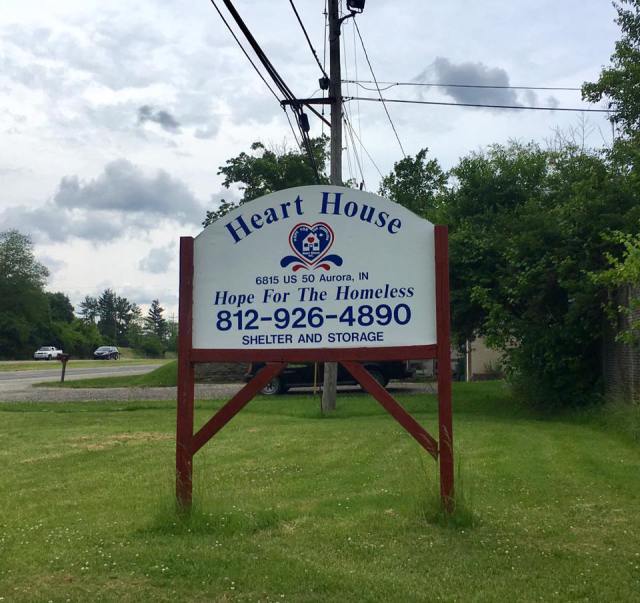 Heart House
6815 US 50 Aurora, IN
Hope For The Homeless
812-926-4890
SHELTER AND STORAGE